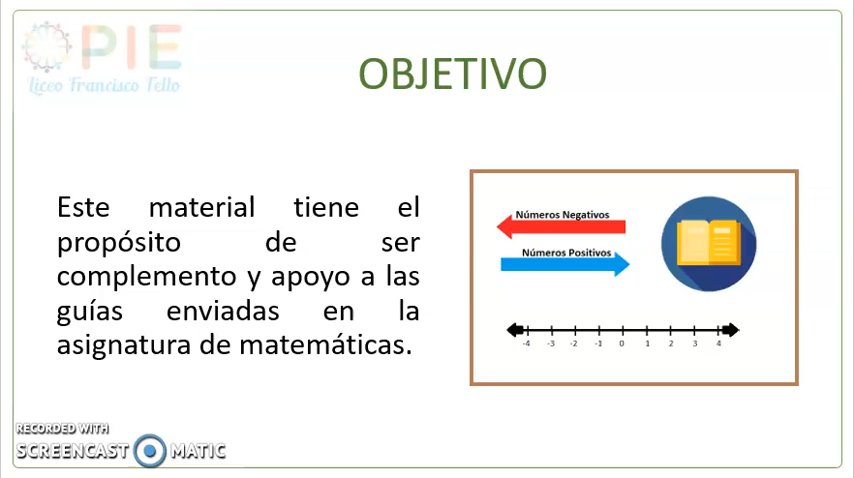 PIE
Liceo Francisco Tello
OBJETIVO
Este material tiene el
propósito de ser
complemento y apoyo a las
guías enviadas en la
asignatura de matemáticas.
Números Negativos
Números Positivos
-4 -3 -2 -1 0 1 2 3 4
RECORDED WITH
SCREENCAST MATIC